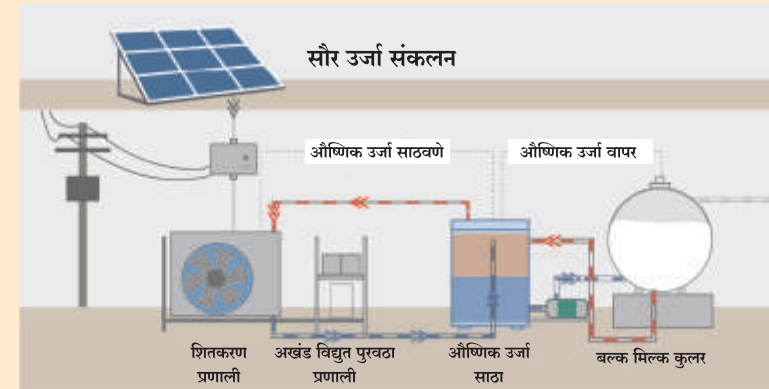 सौर उर्जा संकलन
औष्णिक उर्जा साठवणे
औष्णिक उर्जा वापर
शितकरण
प्रणाली
अखंड विद्युत पुरवठा
प्रणाली
औष्णिक उर्जा
साठा
बल्क मिल्क कुलर